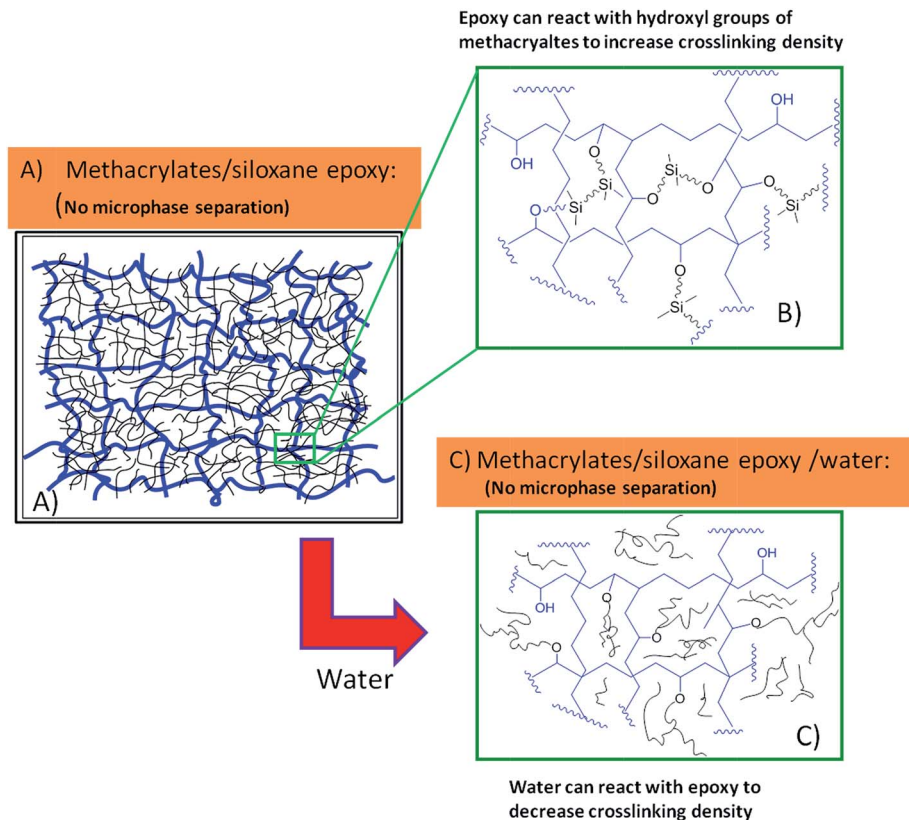 Epoxy can react with hydroxyl groups of
methacryaltes to increase crosslinking density
A) Methacrylates/siloxane epoxy:
(No microphase separation)
A)
OH
OH
O
Si
Si
O
Si
O
O
Si
O
O
Si
B)
Water
C) Methacrylates/siloxane epoxy /water:
(No microphase separation)
OH
OH
O
O
O
O
O
C)
Water can react with epoxy to
decrease crosslinking density